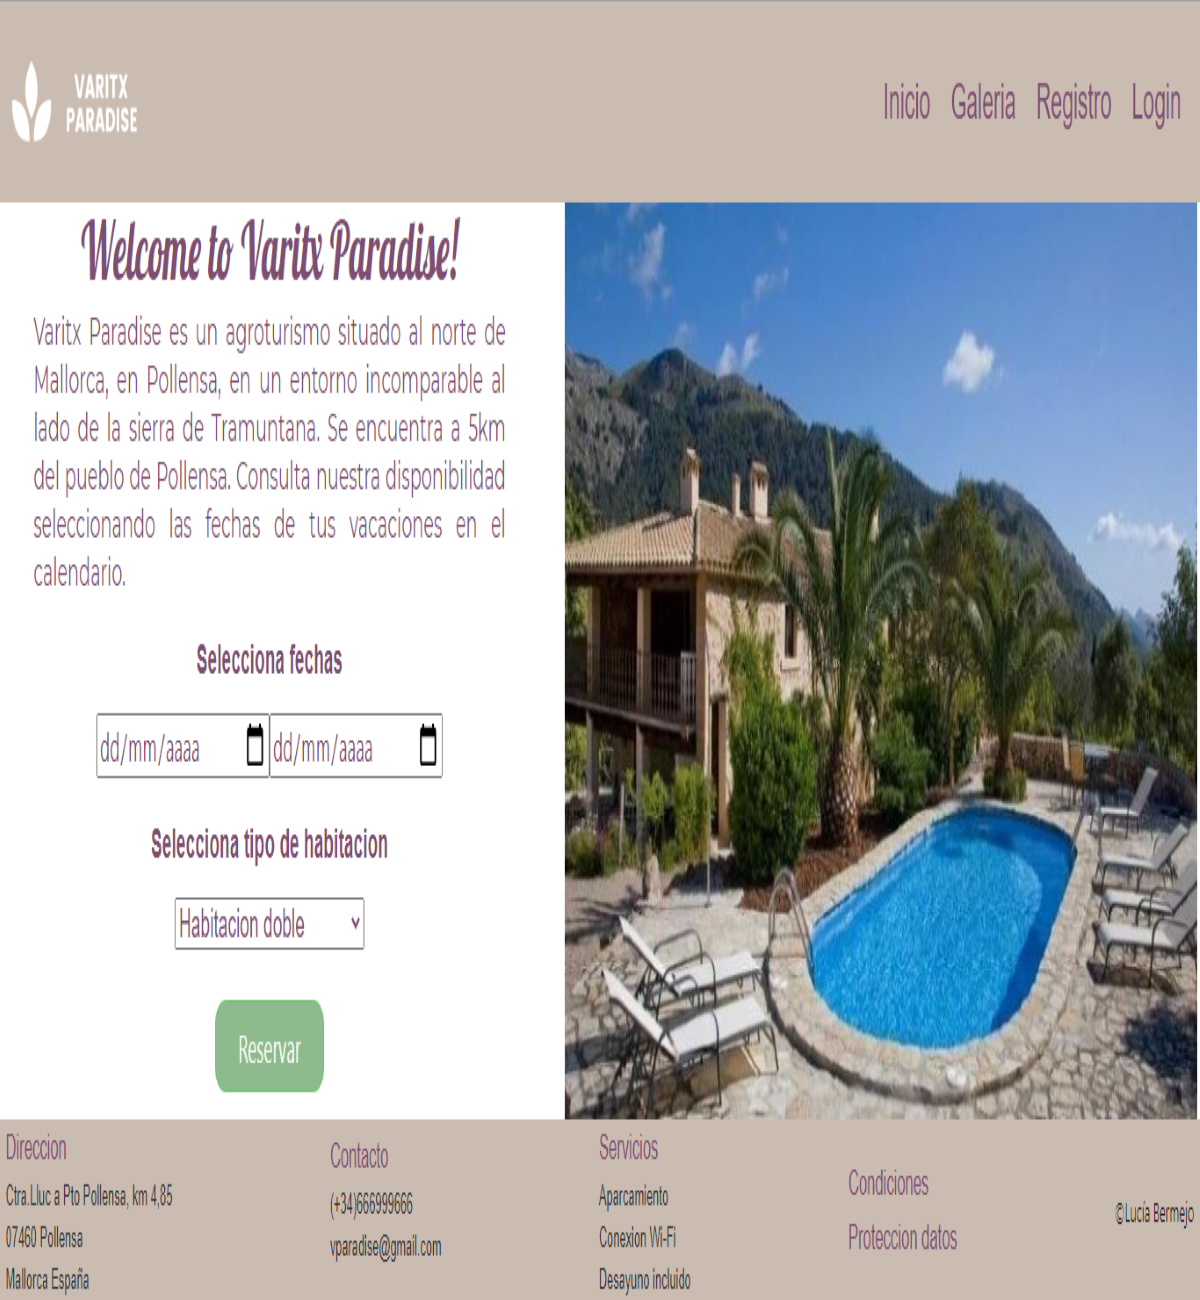 VARITX
PARADISE
Inicio Galeria Registro Login
Welcome to Varitx Paradise!
Varitx Paradise es un agroturismo situado al norte de
Mallorca, en Pollensa, en un entorno incomparable al
lado de la sierra de Tramuntana. Se encuentra a 5km
del pueblo de Pollensa. Consulta nuestra disponibilidad
seleccionando las fechas de tus vacaciones en el
calendario.
Selecciona fechas
dd/mm/aaaa dd/mm/aaaa
Selecciona tipo de habitacion
Habitacion doble
Reservar
Direccion
Ctra.Lluc a Pto Pollensa, km 4,85
07460 Pollensa
Mallorca España
Contacto
(+34)666999666
vparadise@gmail.com
Servicios
Aparcamiento
Conexion Wi-Fi
Desayuno incluido
Condiciones
Proteccion datos
©Lucía Bermejo